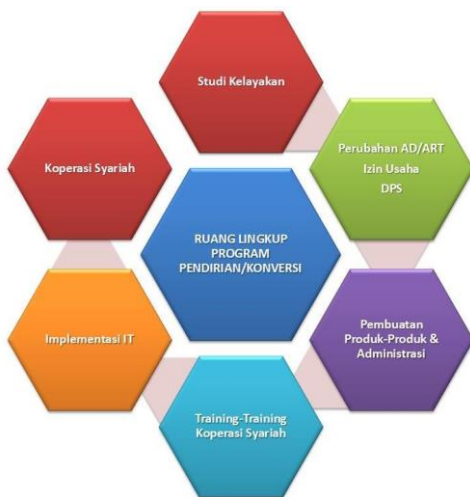 Studi Kelayakan
Perubahan AD/ART
Izin Usaha
DPS
Pembuatan
Produk-Produk &
Administrasi
Training-Training
Koperasi Syariah
Implementasi IT
Koperasi Syariah
RUANG LINGKUP
PROGRAM
PENDIRIAN/KONVERSI